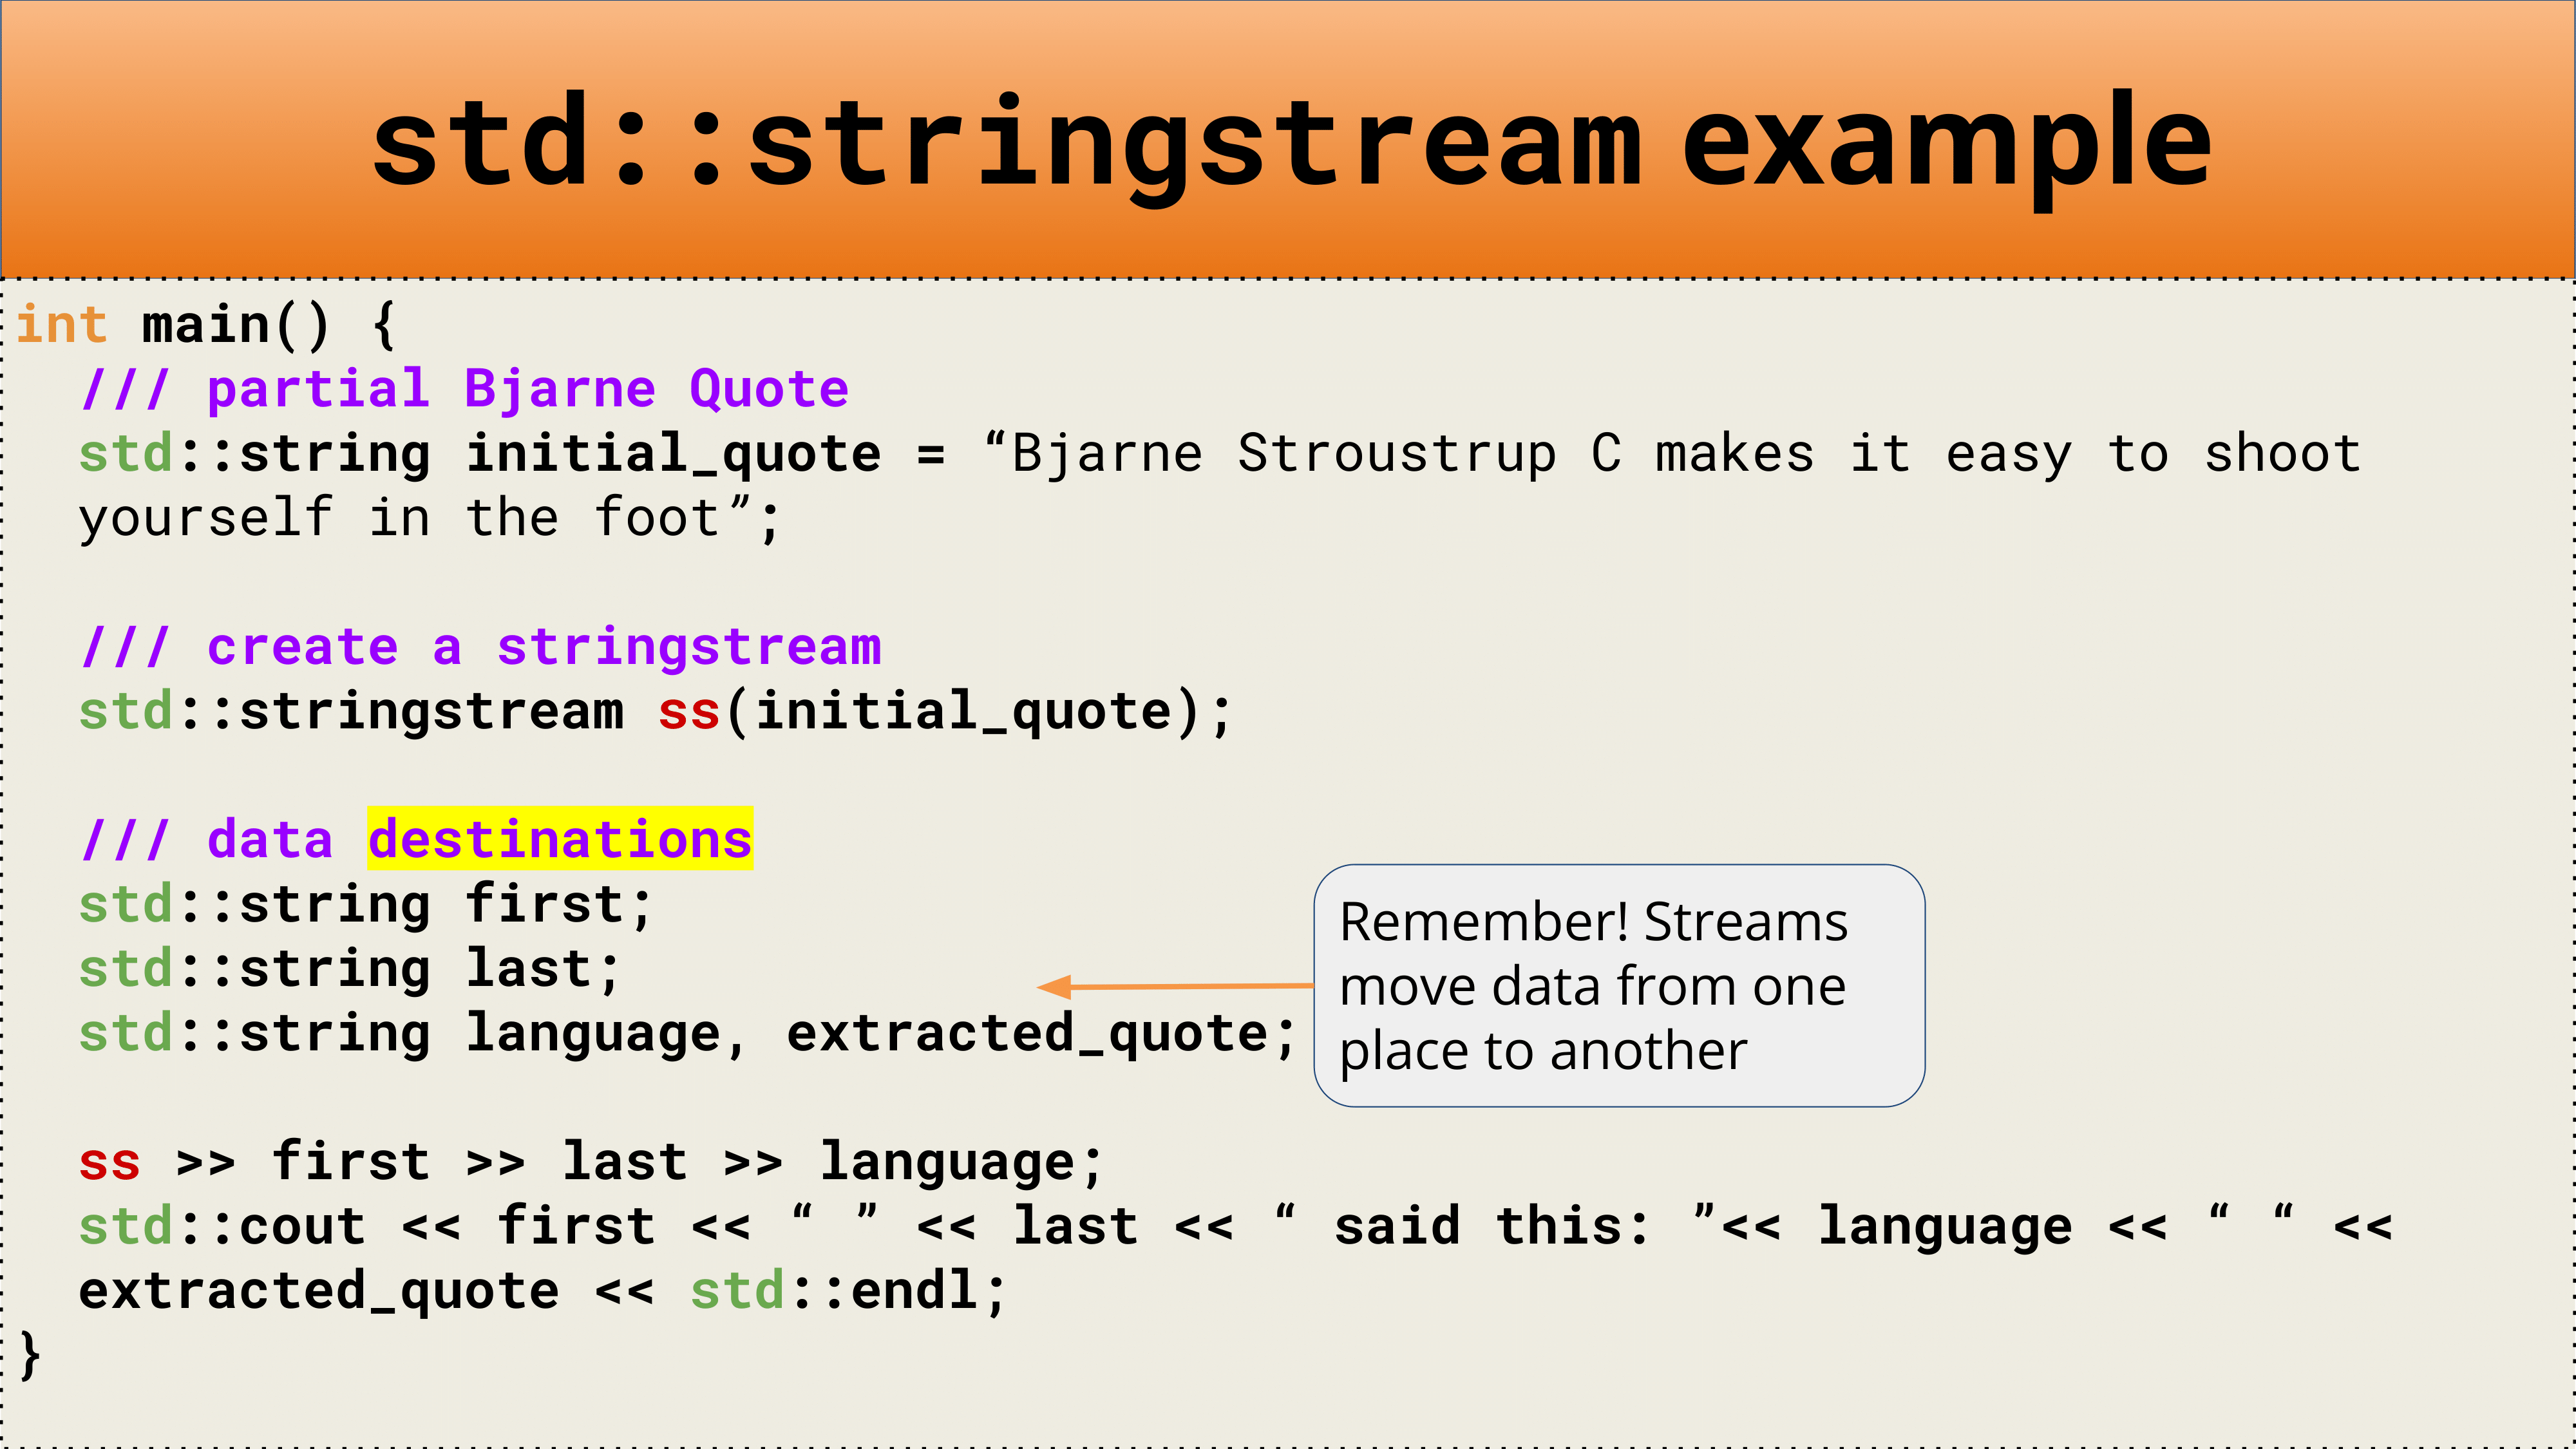 std::stringstream example
int main() {
/// partial Bjarne Quote
std::string initial_quote = “Bjarne Stroustrup C makes it easy to shoot
yourself in the foot”;
/// create a stringstream
std::stringstream ss(initial_quote);
/// data destinations
std::string first;
std::string last;
std::string language, extracted_quote;
Remember! Streams
move data from one
place to another
ss >> first >> last >> language;
std::cout << first << “ ” << last << “ said this: ”<< language << “ “ <<
extracted_quote << std::endl;
}